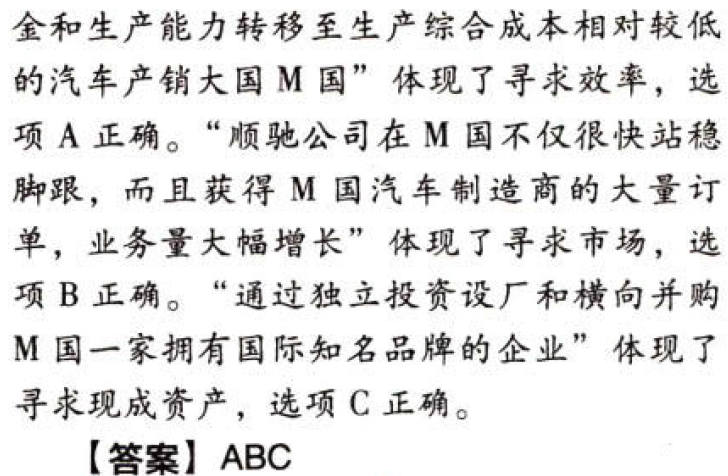 金和生产能力转移至生产综合成本相对较低
的汽车产销大国 M 国”体现了寻求效率，选
项 A 正确。“顺驰公司在 M 国不仅很快站稳
脚跟，而且获得 M 国汽车制造商的大量订
单，业务量大幅增长”体现了寻求市场，选
项 B 正确。“通过独立投资设厂和横向并购
M 国一家拥有国际知名品牌的企业”体现了
寻求现成资产，选项 C 正确。
【答案】ABC